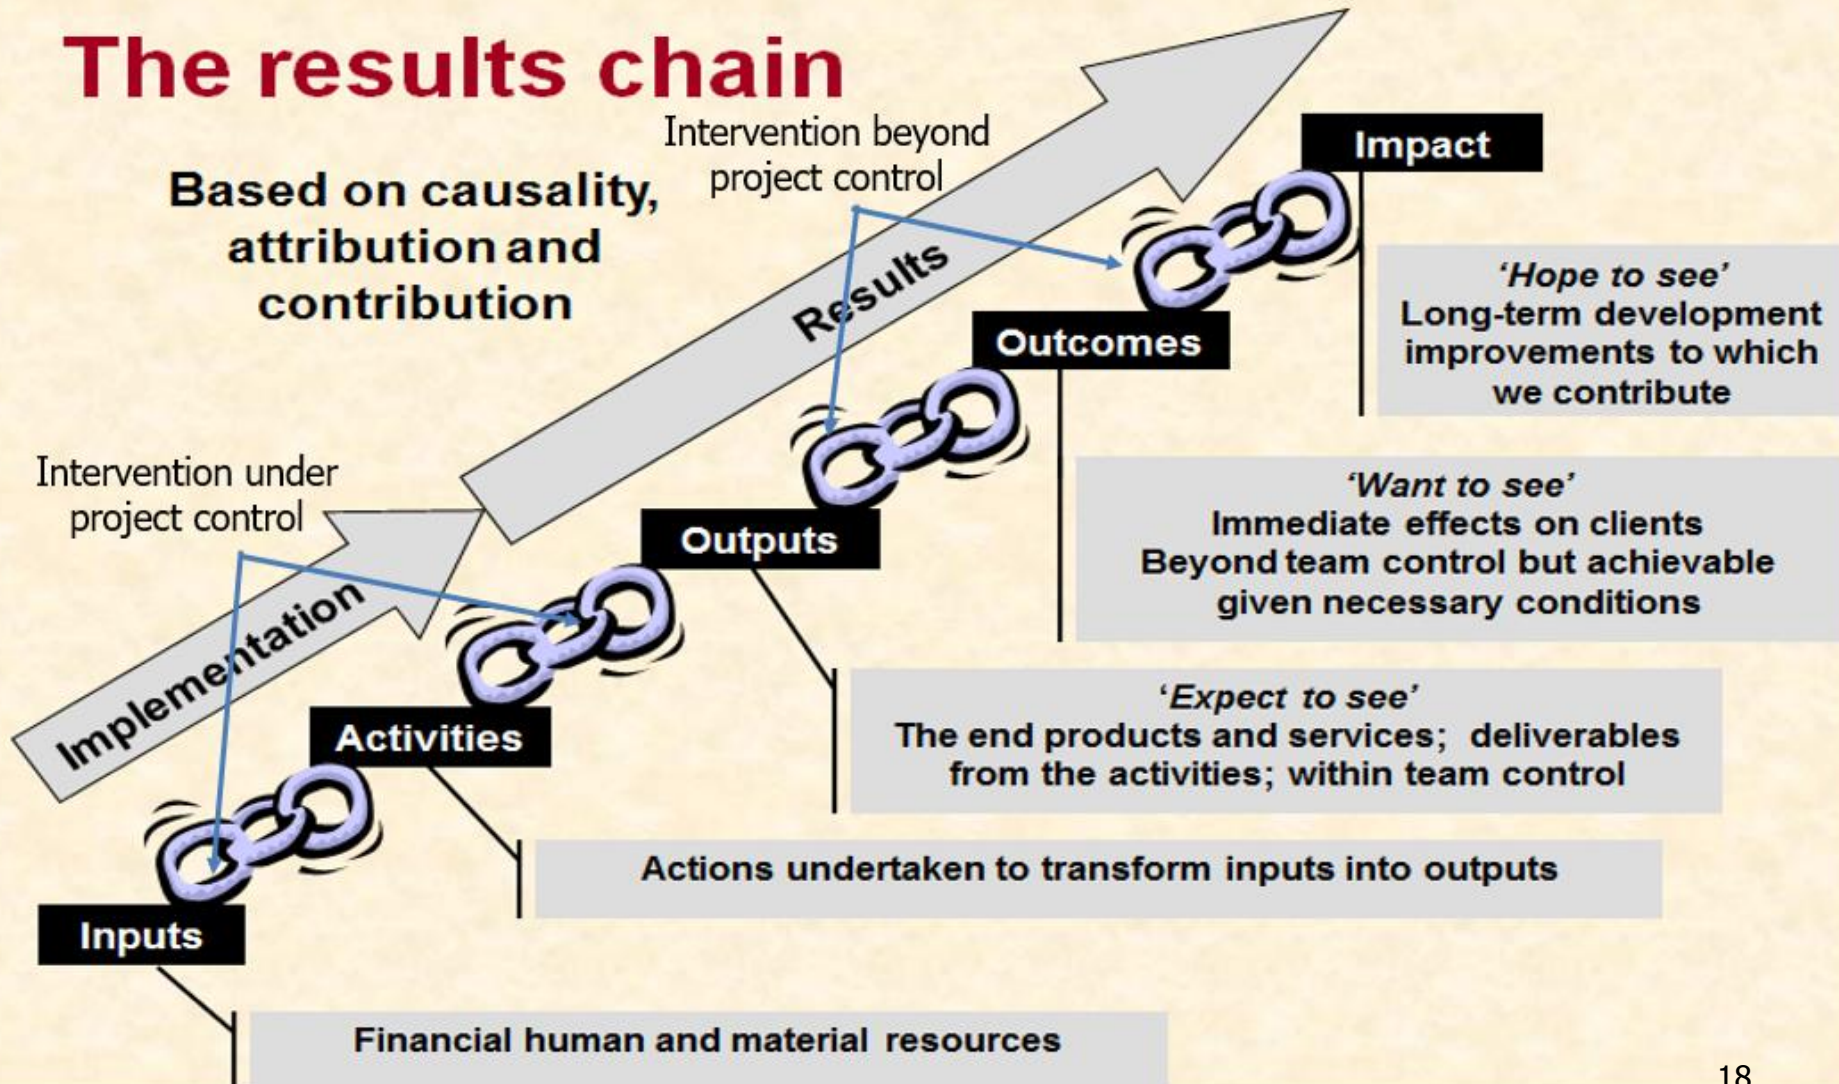 The results chain
Based on causality,
attribution and
contribution
Intervention beyond
project control
Intervention under
project control
Implementation
Results
Impact
‘Hope to see’
Long-term development
improvements to which
we contribute
Outcomes
‘Want to see’
Immediate effects on clients
Beyond team control but achievable
given necessary conditions
Outputs
‘Expect to see’
The end products and services; deliverables
from the activities; within team control
Activities
Actions undertaken to transform inputs into outputs
Inputs
Financial human and material resources
18